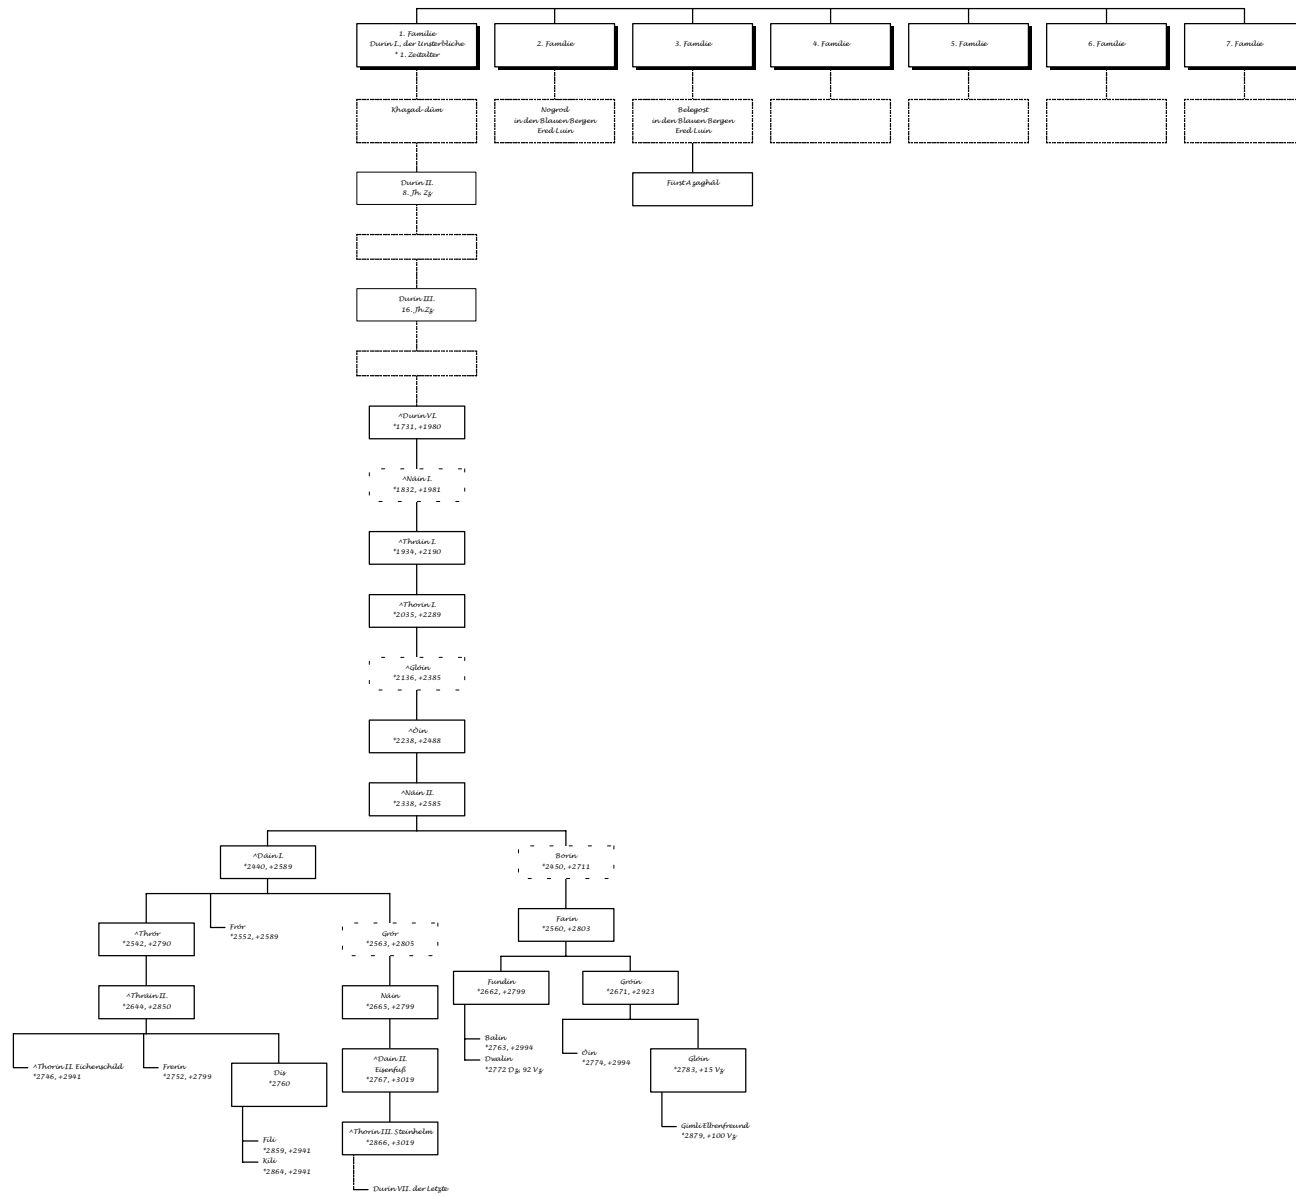 1. Familie
Durin I., der Unsterbliche
* 1. Zeitalter
2. Familie
3. Familie
4. Familie
5. Familie
6. Familie
7. Familie
Khazad-dûm
Nogrod
in den Blauen Bergen
Ered Luin
Belegost
in den Blauen Bergen
Ered Luin
Durin II.
8. Jh. Zz
Fürst Azaghâl
Durin III.
16. Jh.Zz
^Durin VI.
*1731, +1980
^Náin I.
*1832, +1981
^Thráin I.
*1934, +2190
^Thorin I.
*2035, +2289
^Glóin
*2136, +2385
^Óin
*2238, +2488
^Náin II.
*2338, +2585
^Dáin I.
*2440, +2589
Borin
*2450, +2711
^Thrór
*2542, +2790
Frór
*2552, +2589
Grór
*2563, +2805
Farin
*2560, +2803
^Thráin II.
*2644, +2850
Náin
*2665, +2799
Fundin
*2662, +2799
Gróin
*2671, +2923
^Thorin II. Eichenschild
*2746, +2941
Frerin
*2752, +2799
Dís
*2760
^Dain II.
Eisenfuß
*2767, +3019
Balin
*2763, +2994
Dwalin
*2772 Dz, 92 Vz
Óin
*2774, +2994
Glóin
*2783, +15 Vz
Fili
*2859, +2941
Kili
*2864, +2941
^Thorin III. Steinhelm
*2866, +3019
Gimli Elbenfreund
*2879, +100 Vz
Durin VII. der Letzte